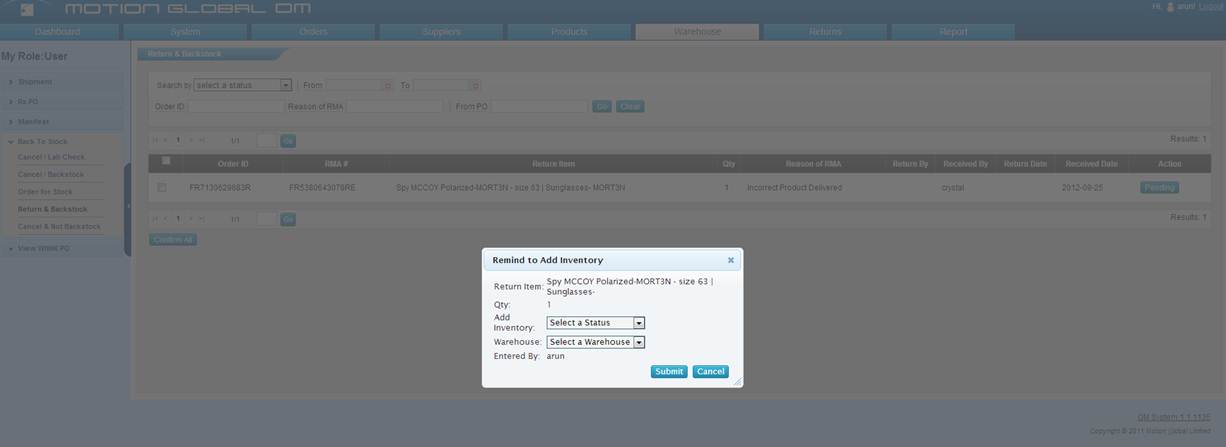 MOTION GLOBAL OM
Hi, arun! Logout
Dashboard System Orders Suppliers Products Warehouse Returns Report
My Role:User
Shipment
Rx PO
Manifest
Back To Stock
Cancel / Lab Check
Cancel / Backstock
Order for Stock
Return & Backstock
Cancel & Not Backstock
Return & Backstock
Search by select a status From To
Order ID Reason of RMA From PO Go Clear
1 1/1 Go Results: 1
Order ID RMA # Return Item Qty Reason of RMA Return By Received By Return Date Received Date Action
Spy MCCOY Polarized-MORT3N - size 63 | Sunglasses- MORT3N 1 Incorrect Product Delivered crystal 2012-09-25 Pending
1 1/1 Go Results: 1
Confirm All
Remind to Add Inventory
Return Item: Spy MCCOY Polarized-MORT3N - size 63 |
Sunglasses-
Qty: 1
Add
Inventory: Select a Status
Warehouse: Select a Warehouse
Entered By: arun
Submit Cancel
OM System 1.1.1135
Copyright © 2011 Motion Global Limited